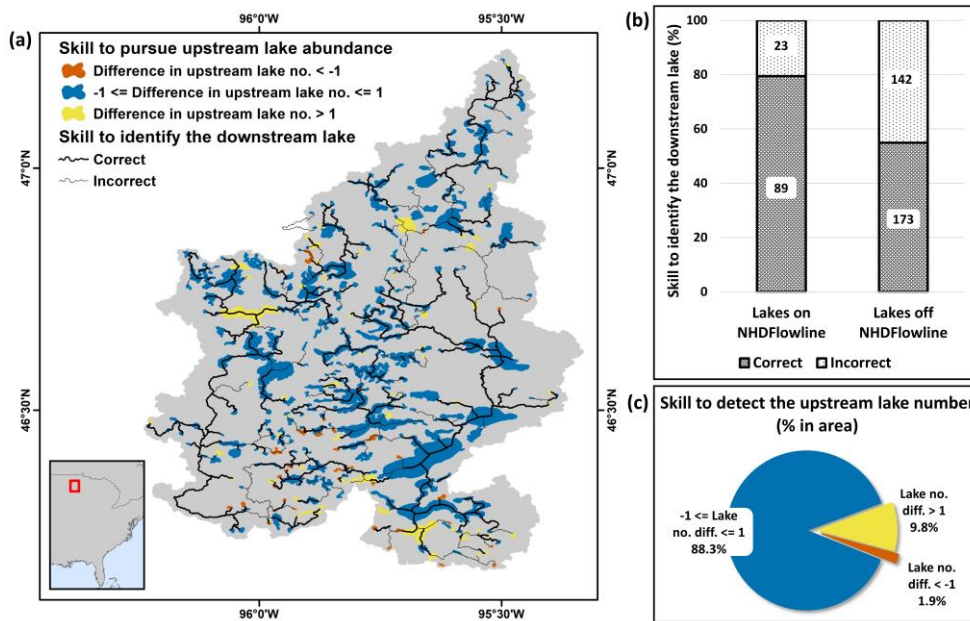 96°0'W
95°30'W
(a)
Skill to pursue upstream lake abundance
Difference in upstream lake no. < -1
-1 <= Difference in upstream lake no. <= 1
Difference in upstream lake no. > 1
Skill to identify the downstream lake
Correct
Incorrect
47°0'N
47°0'N
46°30'N
46°30'N
96°0'W
95°30'W
(b)
Skill to identify the downstream lake (%)
100
80
60
40
20
0
23
89
142
173
Lakes on
NHDFlowline
Lakes off
NHDFlowline
Correct
Incorrect
(c)
Skill to detect the upstream lake number
(% in area)
-1 <= Lake
no. diff. <= 1
88.3%
Lake no.
diff. > 1
9.8%
Lake no.
diff. < -1
1.9%